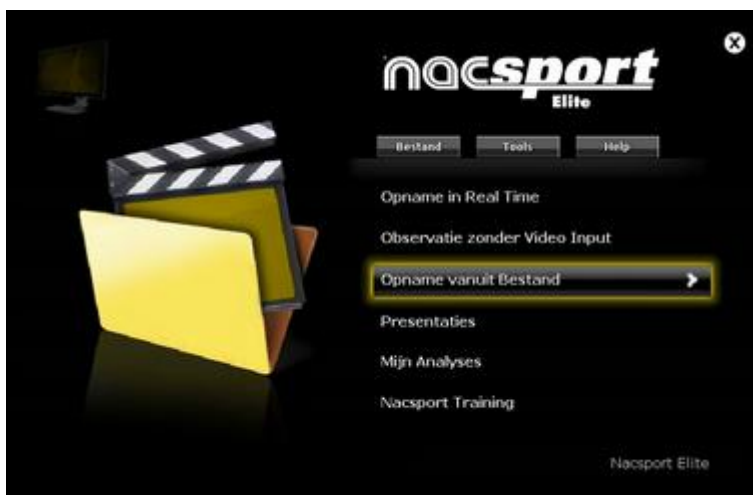 nacsport
Elite
Bestand Tools Help
Opname in Real Time
Observatie zonder Video Input
Opname vanuit Bestand
Presentaties
Mijn Analyses
Nacsport Training
Nacsport Elite